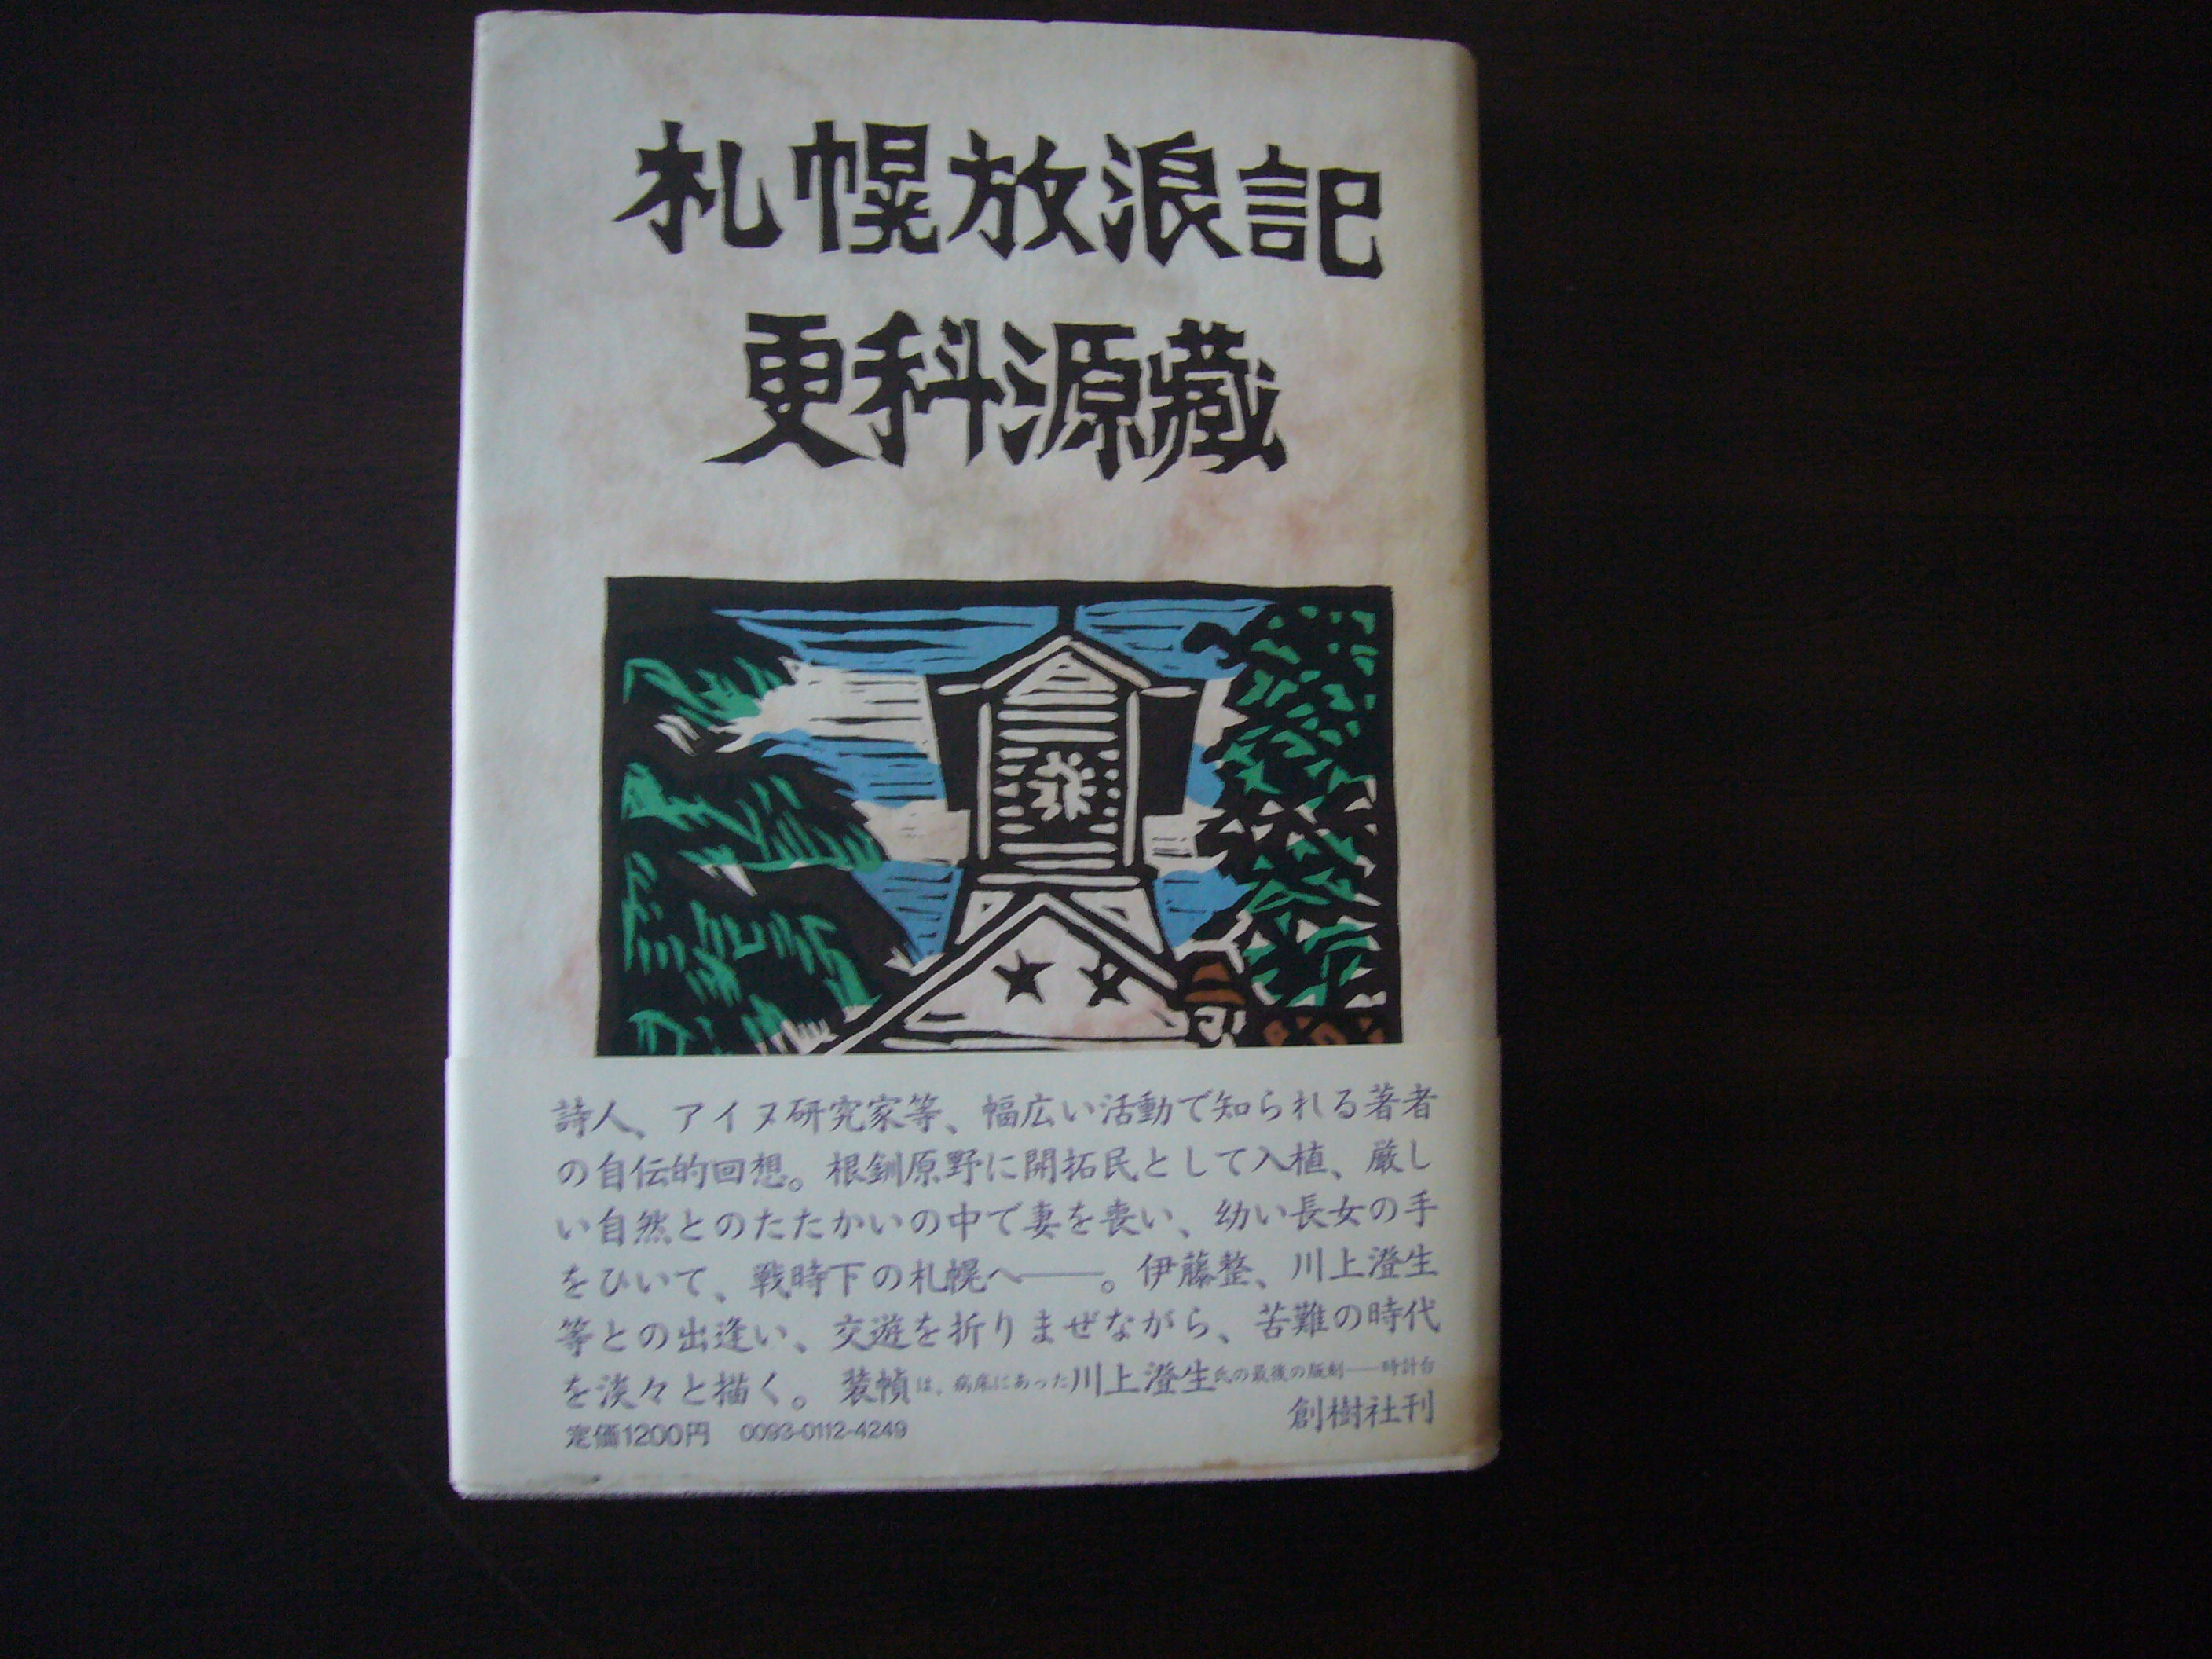 札幌放浪記
更科源藏
詩人、アイヌ研究家等、幅広い活動で知られる著者
の自伝的回想。根釧原野に開拓民として入植、厳し
い自然とのたたかいの中で妻を喪い、幼い長女の手
をひいて、戦時下の札幌へ――。伊藤整、川上澄生
等との出逢い、交遊を折りまぜながら、苦難の時代
を淡々と描く。装幀は、病床にあった川上澄生氏の最後の版刻――時計台
創樹社刊
定価1200円 0093-0112-4249